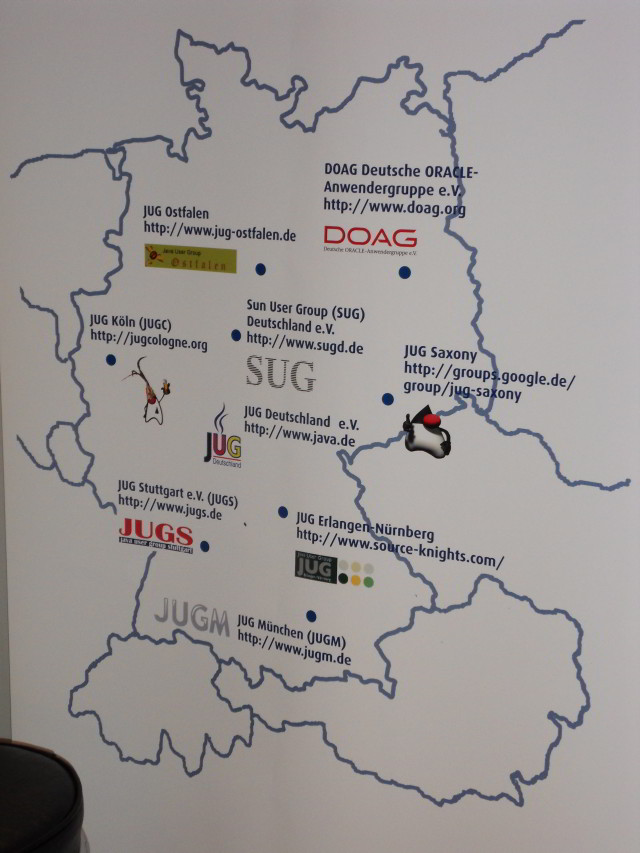 DOAG Deutsche ORACLE-
Anwendergruppe e.V.
http://www.doag.org
DOAG
Deutsche ORACLE-Anwendergruppe e.V.
JUG Ostfalen
http://www.jug-ostfalen.de
Java User Group
Ostfalen
Sun User Group (SUG)
Deutschland e.V.
http://www.sugd.de
SUG
JUG Köln (JUGC)
http://jugcologne.org
JUG Saxony
http://groups.google.de/
group/jug-saxony
JUG Deutschland e.V.
http://www.java.de
JUG
Deutschland
JUG Stuttgart e.V. (JUGS)
http://www.jugs.de
JUGS
java user group stuttgart
JUG Erlangen-Nürnberg
http://www.source-knights.com/
JUG
JUGM
JUG München (JUGM)
http://www.jugm.de